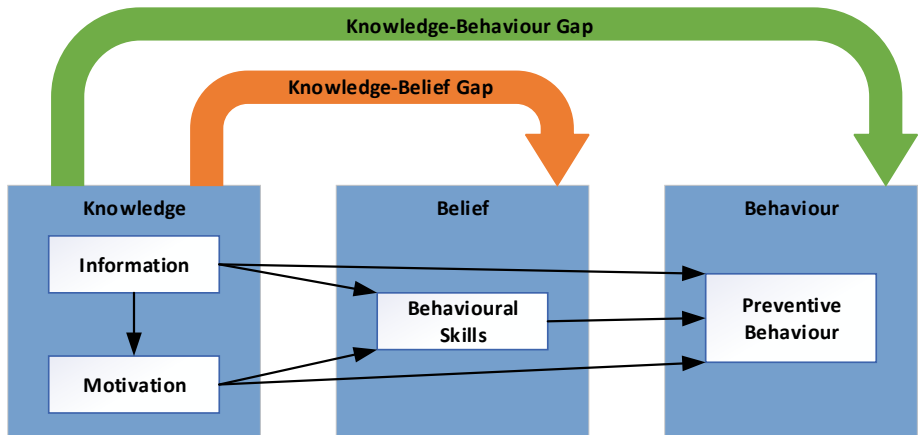 Knowledge-Behaviour Gap
Knowledge-Belief Gap
Knowledge
Belief
Behaviour
Information
Behavioural
Skills
Preventive
Behaviour
Motivation